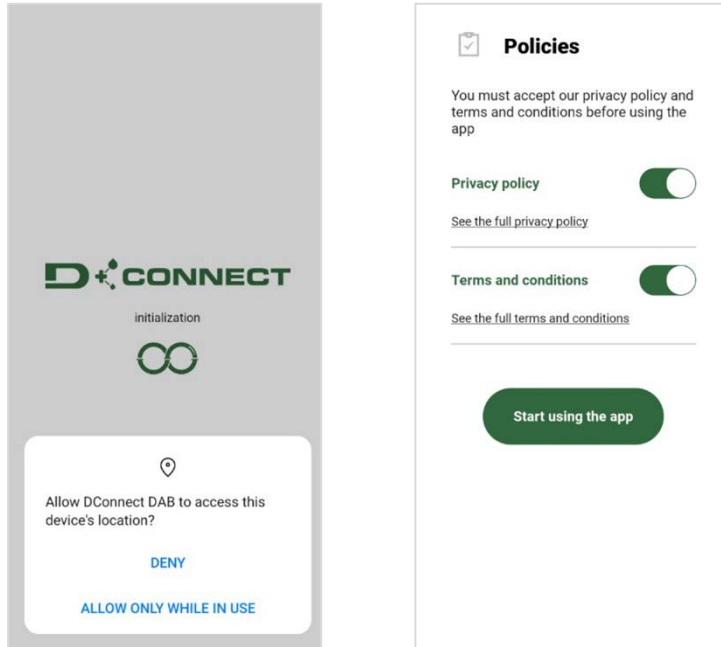 D+CONNECT
initialization
Allow DConnect DAB to access this
device's location?
DENY
ALLOW ONLY WHILE IN USE
Policies
You must accept our privacy policy and
terms and conditions before using the
app
Privacy policy
See the full privacy policy
Terms and conditions
See the full terms and conditions
Start using the app